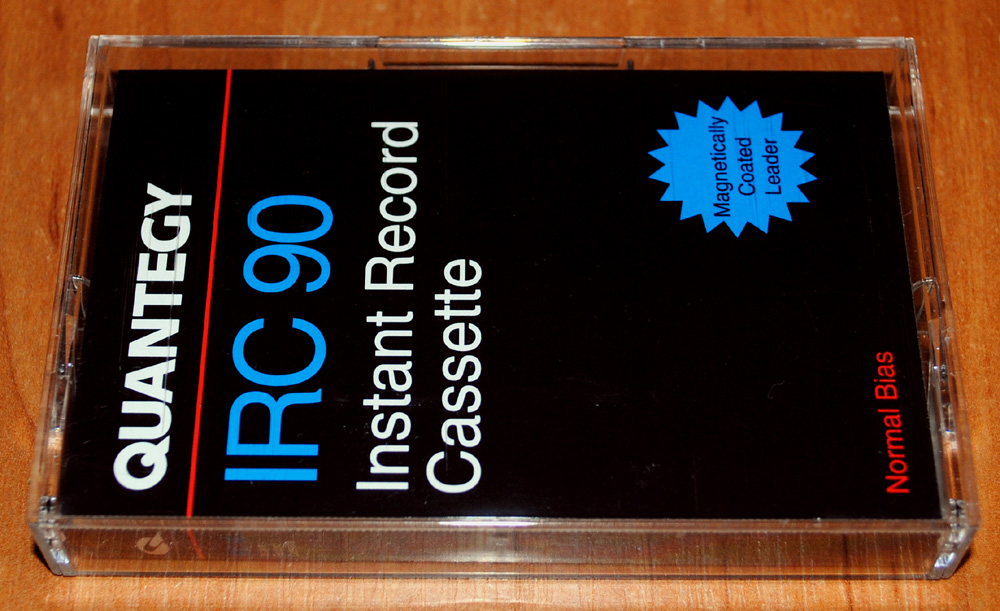 QUANTEGY
IRC 90
Instant Record
Cassette
Magnetically
Coated
Leader
Normal Bias